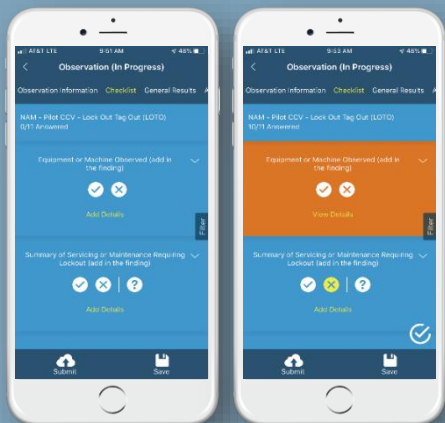 AT&T LTE 9:51 AM 48%
Observation (In Progress)
Observation Information Checklist General Results A
NAM - Pilot CCV - Lock Out Tag Out (LOTO)
0/11 Answered
Equipment or Machine Observed (add in
the finding)
Add Details
Filter
Summary of Servicing or Maintenance Requiring
Lockout (add in the finding)
Add Details
Submit Save
AT&T LTE 9:53 AM 48%
Observation (In Progress)
Observation Information Checklist General Results A
NAM - Pilot CCV - Lock Out Tag Out (LOTO)
10/11 Answered
Equipment or Machine Observed (add in
the finding)
View Details
Filter
Summary of Servicing or Maintenance Requiring
Lockout (add in the finding)
Add Details
Submit Save